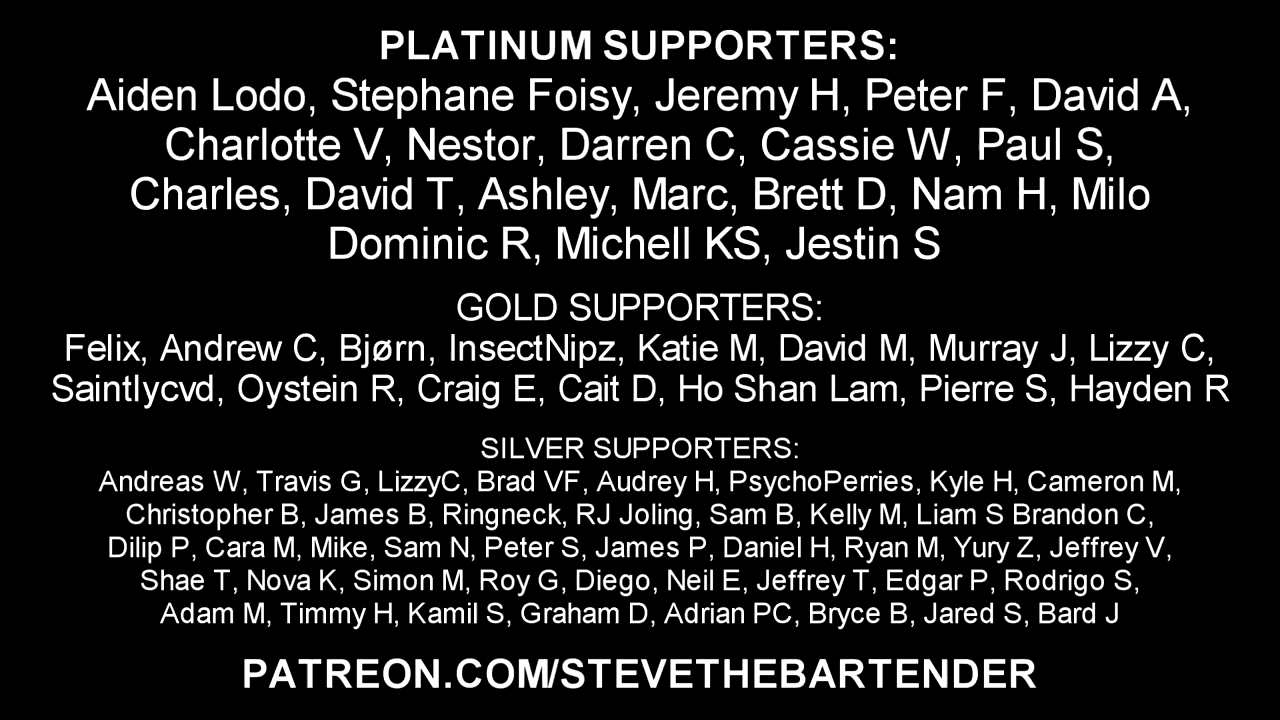 PLATINUM SUPPORTERS:
Aiden Lodo, Stephane Foisy, Jeremy H, Peter F, David A,
Charlotte V, Nestor, Darren C, Cassie W, Paul S,
Charles, David T, Ashley, Marc, Brett D, Nam H, Milo
Dominic R, Michell KS, Jestin S
GOLD SUPPORTERS:
Felix, Andrew C, Bjørn, InsectNipz, Katie M, David M, Murray J, Lizzy C,
Saintlycvd, Oystein R, Craig E, Cait D, Ho Shan Lam, Pierre S, Hayden R
SILVER SUPPORTERS:
Andreas W, Travis G, LizzyC, Brad VF, Audrey H, PsychoPerries, Kyle H, Cameron M,
Christopher B, James B, Ringneck, RJ Joling, Sam B, Kelly M, Liam S Brandon C,
Dilip P, Cara M, Mike, Sam N, Peter S, James P, Daniel H, Ryan M, Yury Z, Jeffrey V,
Shae T, Nova K, Simon M, Roy G, Diego, Neil E, Jeffrey T, Edgar P, Rodrigo S,
Adam M, Timmy H, Kamil S, Graham D, Adrian PC, Bryce B, Jared S, Bard J
PATREON.COM/STEVETHEBARTENDER